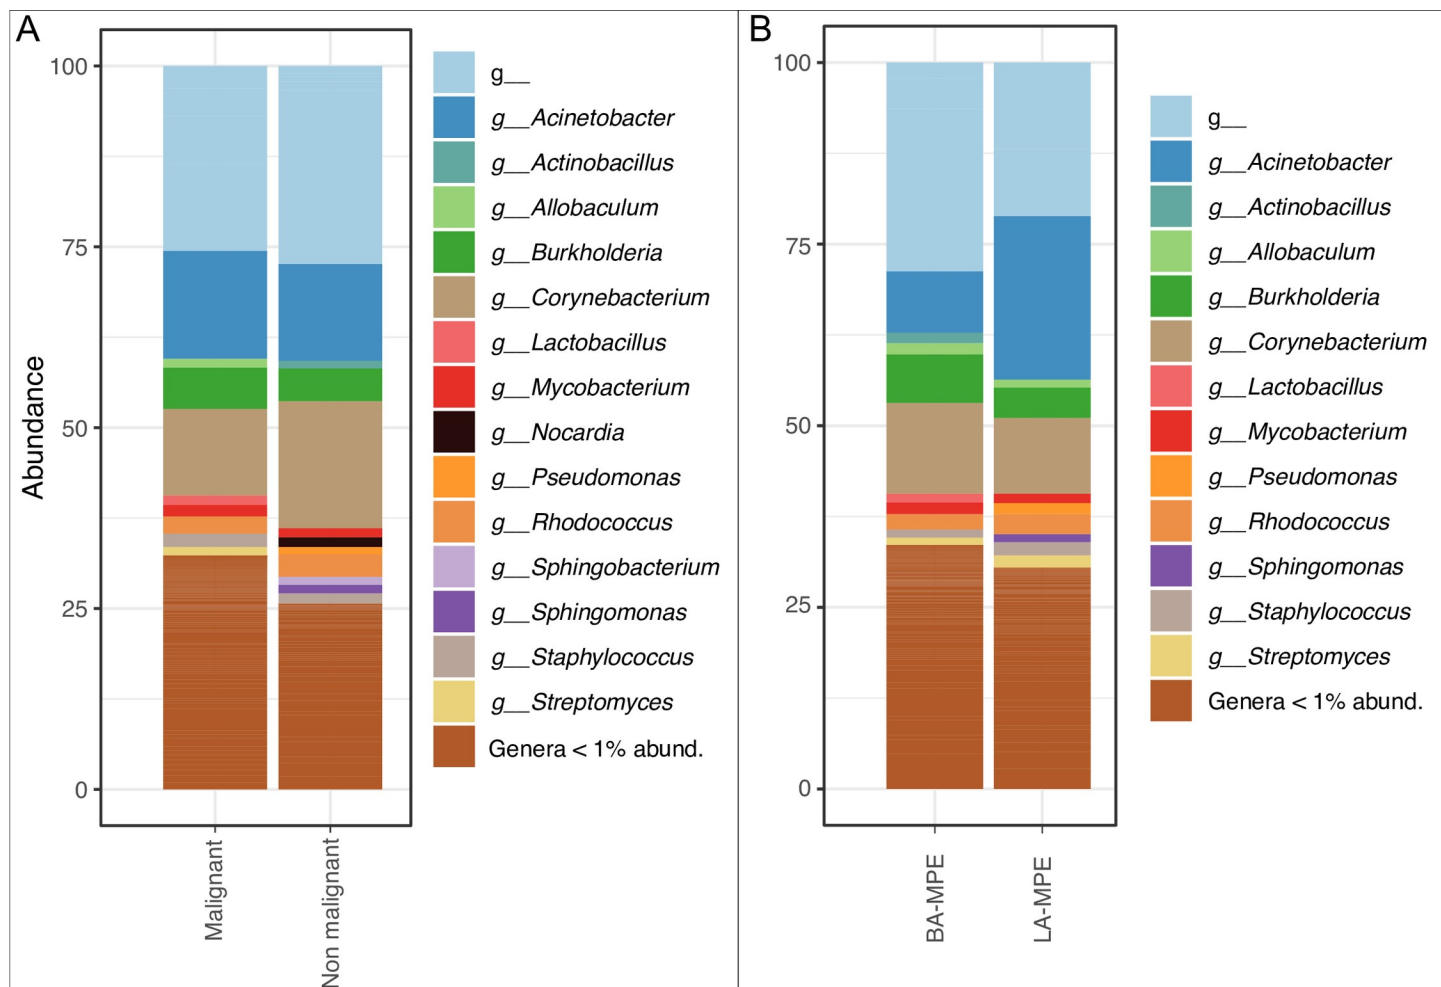 A
Abundance
100
75
50
25
0
Malignant
Non malignant
g__
g__Acinetobacter
g__Actinobacillus
g__Allobaculum
g__Burkholderia
g__Corynebacterium
g__Lactobacillus
g__Mycobacterium
g__Nocardia
g__Pseudomonas
g__Rhodococcus
g__Sphingobacterium
g__Sphingomonas
g__Staphylococcus
g__Streptomyces
Genera < 1% abund.
B
100
75
50
25
0
BA-MPE
LA-MPE
g__
g__Acinetobacter
g__Actinobacillus
g__Allobaculum
g__Burkholderia
g__Corynebacterium
g__Lactobacillus
g__Mycobacterium
g__Pseudomonas
g__Rhodococcus
g__Sphingomonas
g__Staphylococcus
g__Streptomyces
Genera < 1% abund.